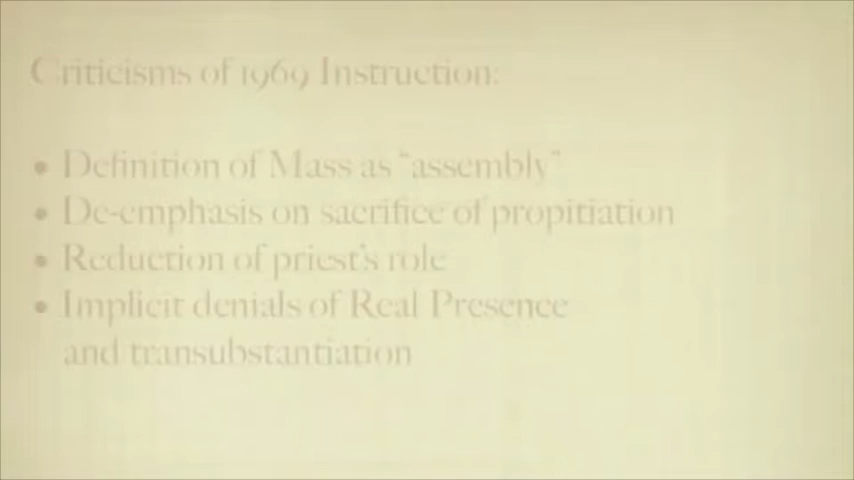 Criticisms of 1969 Instruction:
• Definition of Mass as "assembly"
• De-emphasis on sacrifice of propitiation
• Reduction of priest's role
• Implicit denials of Real Presence
and transubstantiation